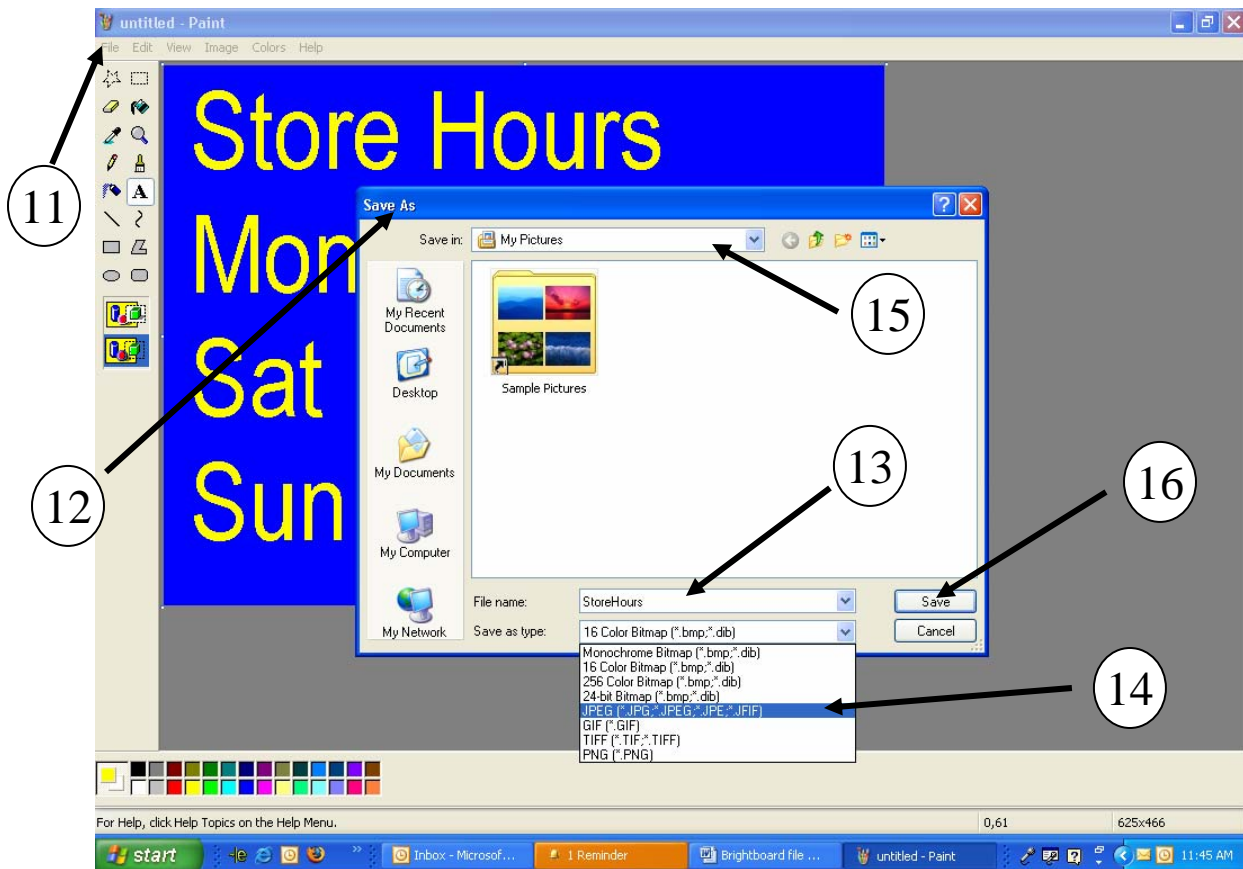 untitled - Paint
File Edit View Image Colors Help
Store Hours
11
Save As
Save in: My Pictures
Mon
15
My Recent Documents
Sample Pictures
Desktop
Sat
My Documents
13
12
Sun
16
My Computer
File name: StoreHours Save
My Network Save as type: 16 Color Bitmap (*.bmp;*.dib) Cancel
Monochrome Bitmap (*.bmp;*.dib)
16 Color Bitmap (*.bmp;*.dib)
256 Color Bitmap (*.bmp;*.dib)
24-bit Bitmap (*.bmp;*.dib)
JPEG (*.JPG;*.JPEG;*.JPE;*.JFIF)
GIF (*.GIF)
TIFF (*.TIF;*.TIFF)
PNG (*.PNG)
14
For Help, click Help Topics on the Help Menu. 0,61 625x466
start Inbox - Microsof... 1 Reminder Brightboard file ... untitled - Paint 11:45 AM